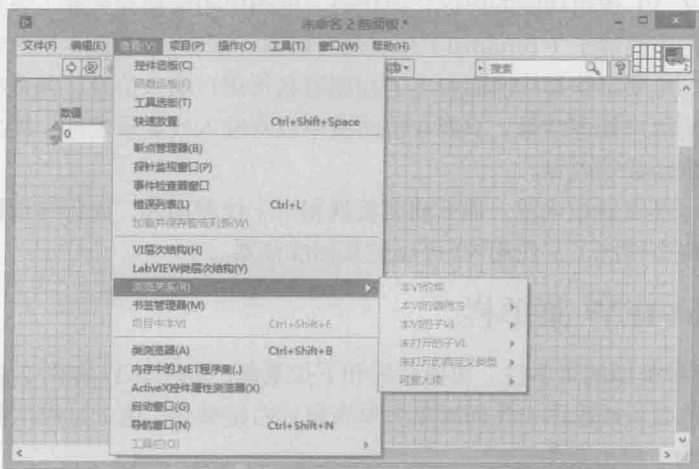 未命名 2 前面板 *
文件(F) 编辑(E) 查看(V) 项目(P) 操作(O) 工具(T) 窗口(W) 帮助(H)
搜索
数值
0
控件选板(C)
函数选板(F)
工具选板(T)
快速放置 Ctrl+Shift+Space
断点管理器(B)
探针监视窗口(P)
事件检查器窗口
错误列表(L) Ctrl+L
加载并保存警告列表(W)
VI层次结构(H)
LabVIEW类层次结构(Y)
浏览关系(R)
书签管理器(M)
项目中本VI Ctrl+Shift+E
类浏览器(A) Ctrl+Shift+B
内存中的.NET程序集(.)
ActiveX控件属性浏览器(X)
启动窗口(G)
导航窗口(N) Ctrl+Shift+N
工具栏(O)
本VI的库
本VI的调用方
本VI的子VI
未打开的子VI
未打开的自定义类型
可重入项